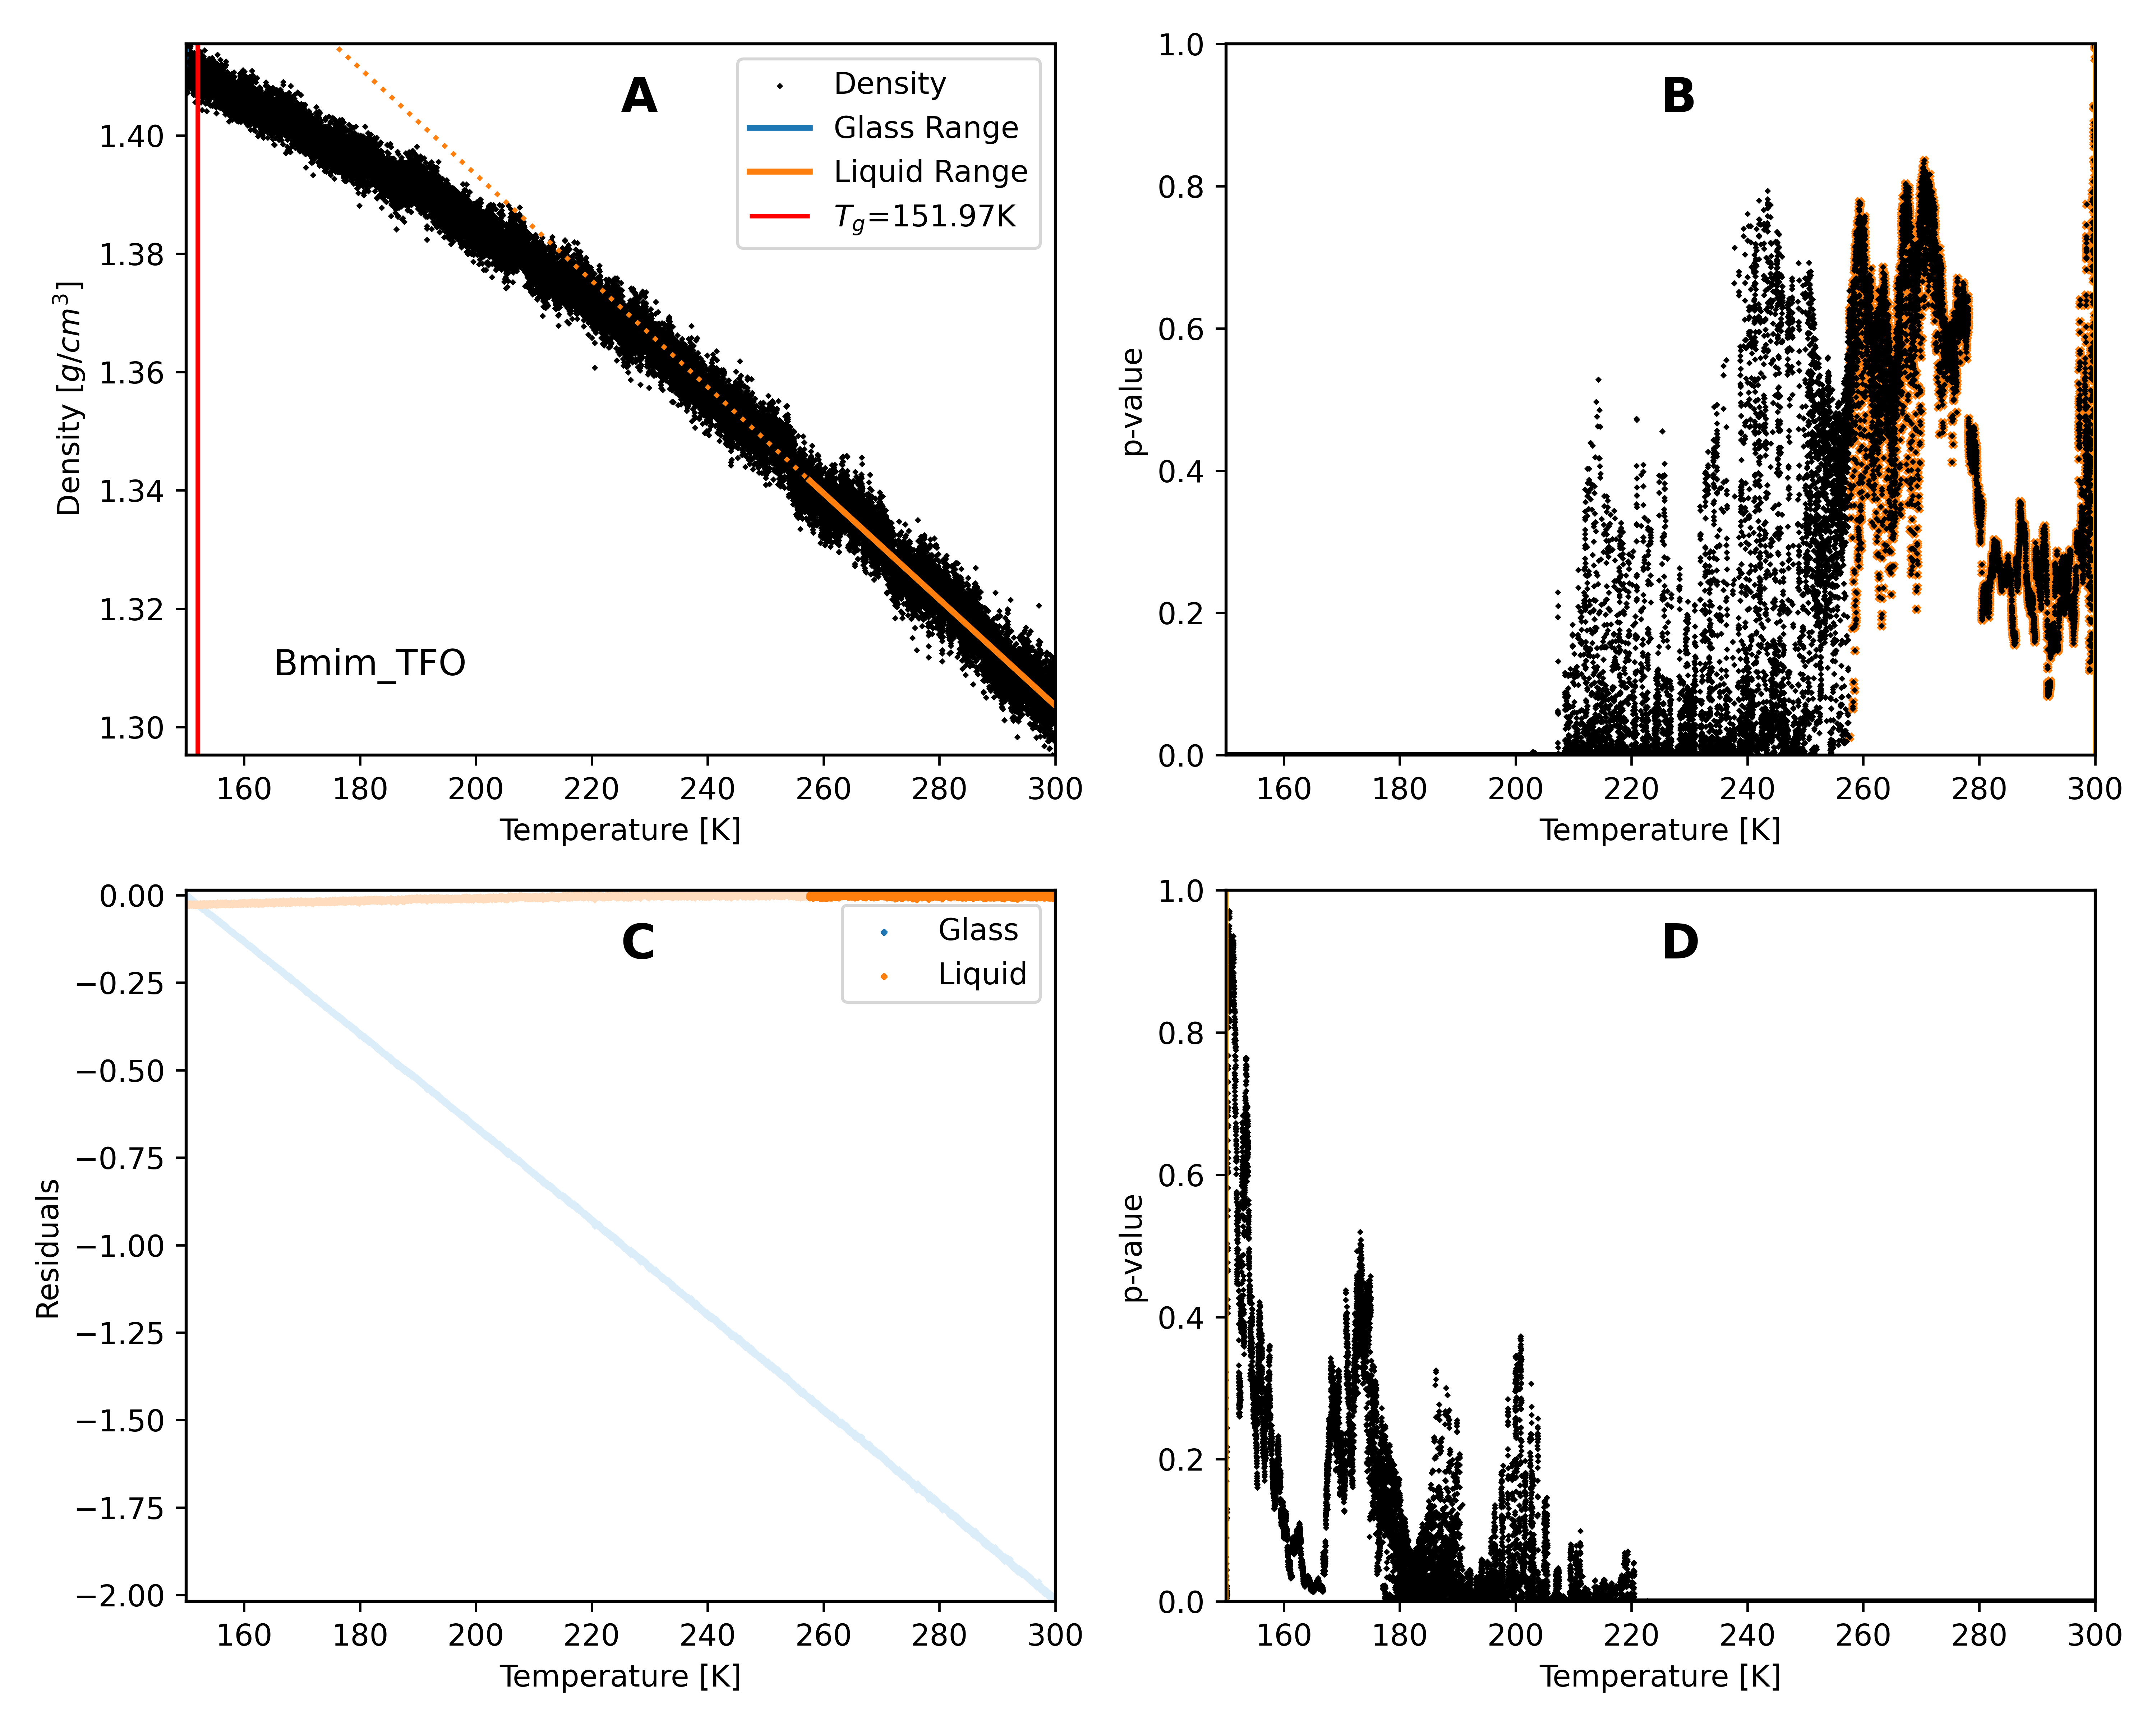 A
Density
Glass Range
Liquid Range
T_g=151.97K
Bmim_TFO
1.40
1.38
1.36
1.34
1.32
1.30
Density [g/cm^3]
160 180 200 220 240 260 280 300
Temperature [K]
B
1.0
0.8
0.6
0.4
0.2
0.0
p-value
160 180 200 220 240 260 280 300
Temperature [K]
C
Glass
Liquid
0.00
−0.25
−0.50
−0.75
−1.00
−1.25
−1.50
−1.75
−2.00
Residuals
160 180 200 220 240 260 280 300
Temperature [K]
D
1.0
0.8
0.6
0.4
0.2
0.0
p-value
160 180 200 220 240 260 280 300
Temperature [K]